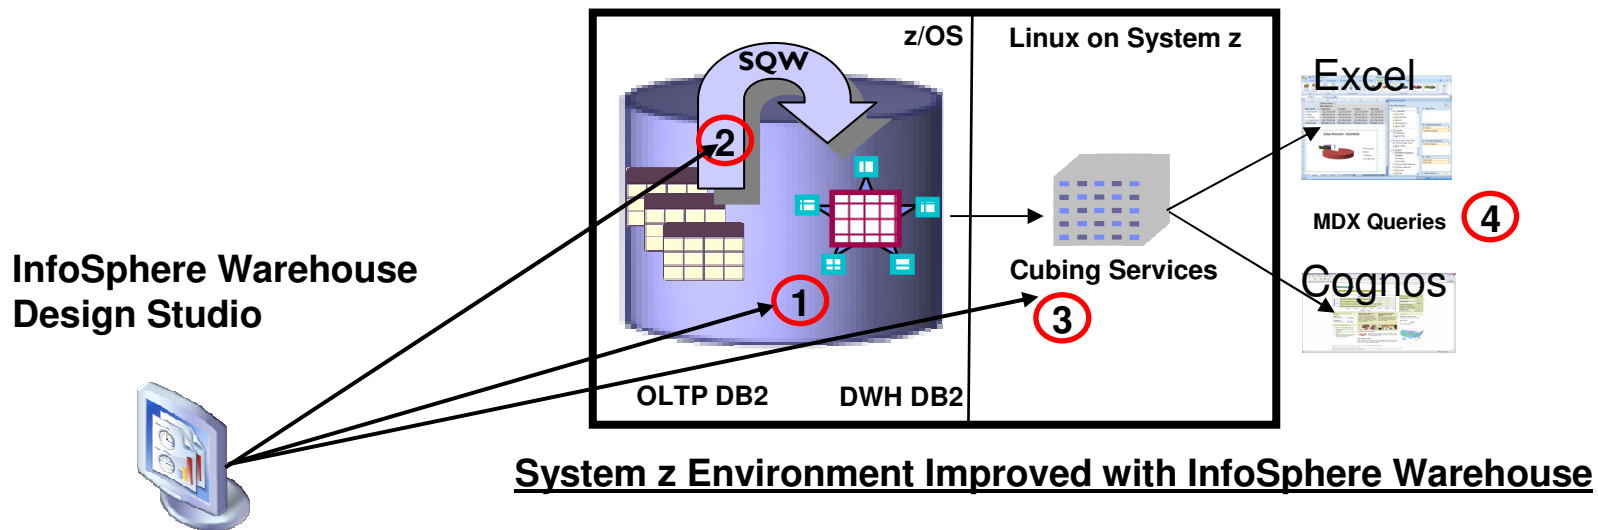 z/OS
Linux on System z
SQW
Excel
2
MDX Queries
4
InfoSphere Warehouse
Design Studio
1
Cubing Services
3
Cognos
OLTP DB2
DWH DB2
System z Environment Improved with InfoSphere Warehouse